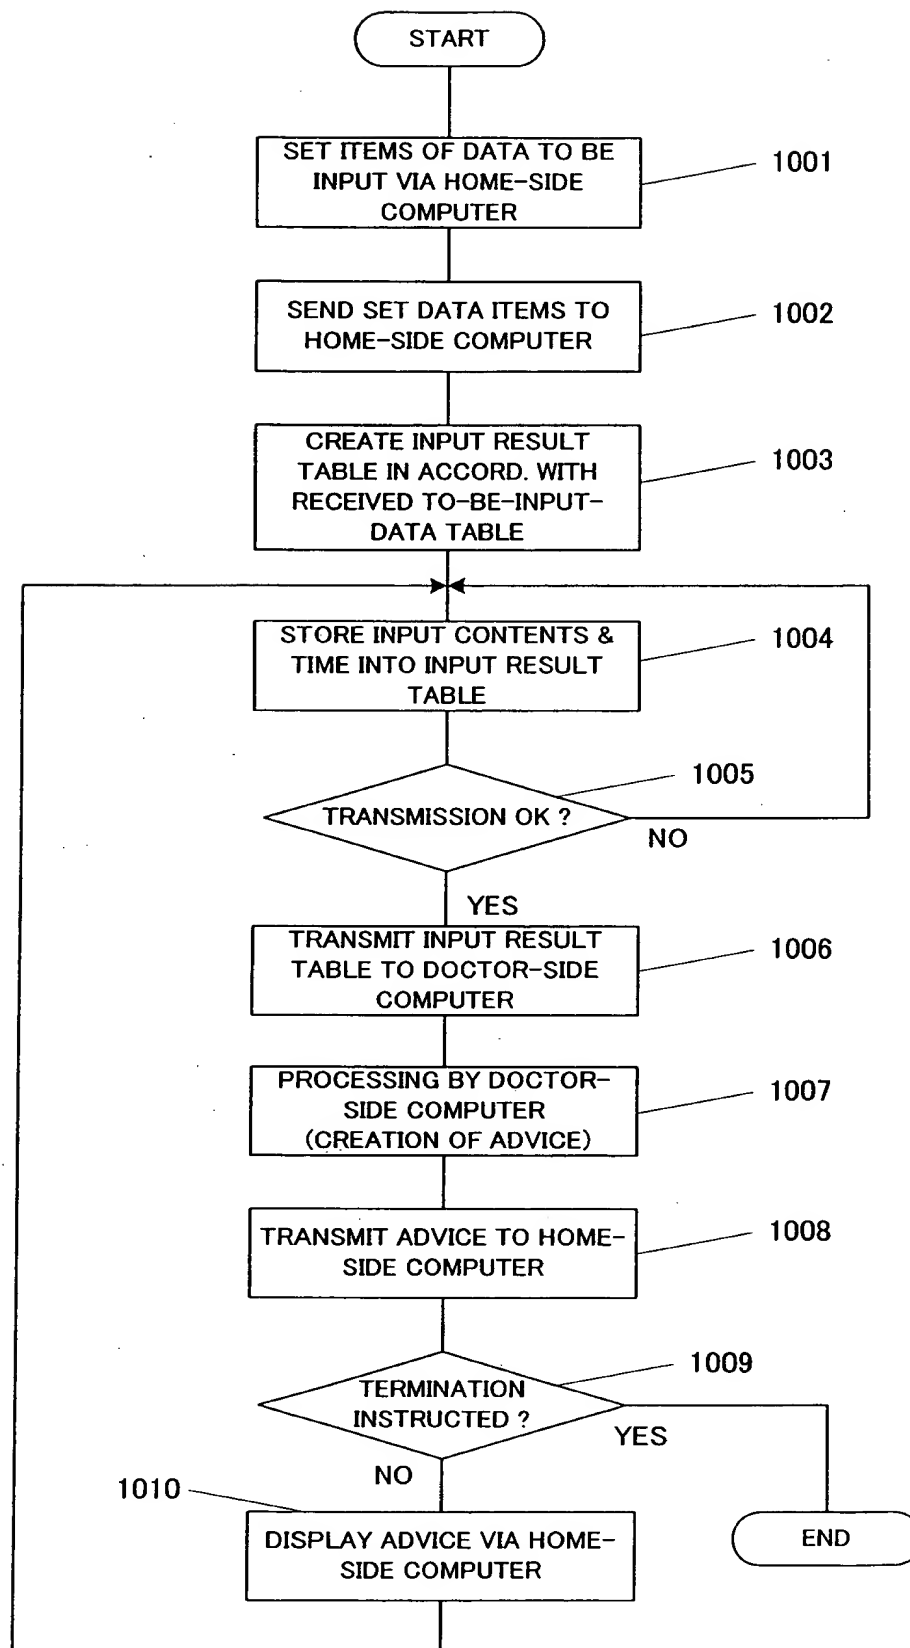 START
SET ITEMS OF DATA TO BE
INPUT VIA HOME-SIDE
COMPUTER
1001
SEND SET DATA ITEMS TO
HOME-SIDE COMPUTER
1002
CREATE INPUT RESULT
TABLE IN ACCORD. WITH
RECEIVED TO-BE-INPUT-
DATA TABLE
1003
STORE INPUT CONTENTS &
TIME INTO INPUT RESULT
TABLE
1004
TRANSMISSION OK ?
1005
NO
YES
TRANSMIT INPUT RESULT
TABLE TO DOCTOR-SIDE
COMPUTER
1006
PROCESSING BY DOCTOR-
SIDE COMPUTER
(CREATION OF ADVICE)
1007
TRANSMIT ADVICE TO HOME-
SIDE COMPUTER
1008
TERMINATION
INSTRUCTED ?
1009
YES
NO
1010
DISPLAY ADVICE VIA HOME-
SIDE COMPUTER
END